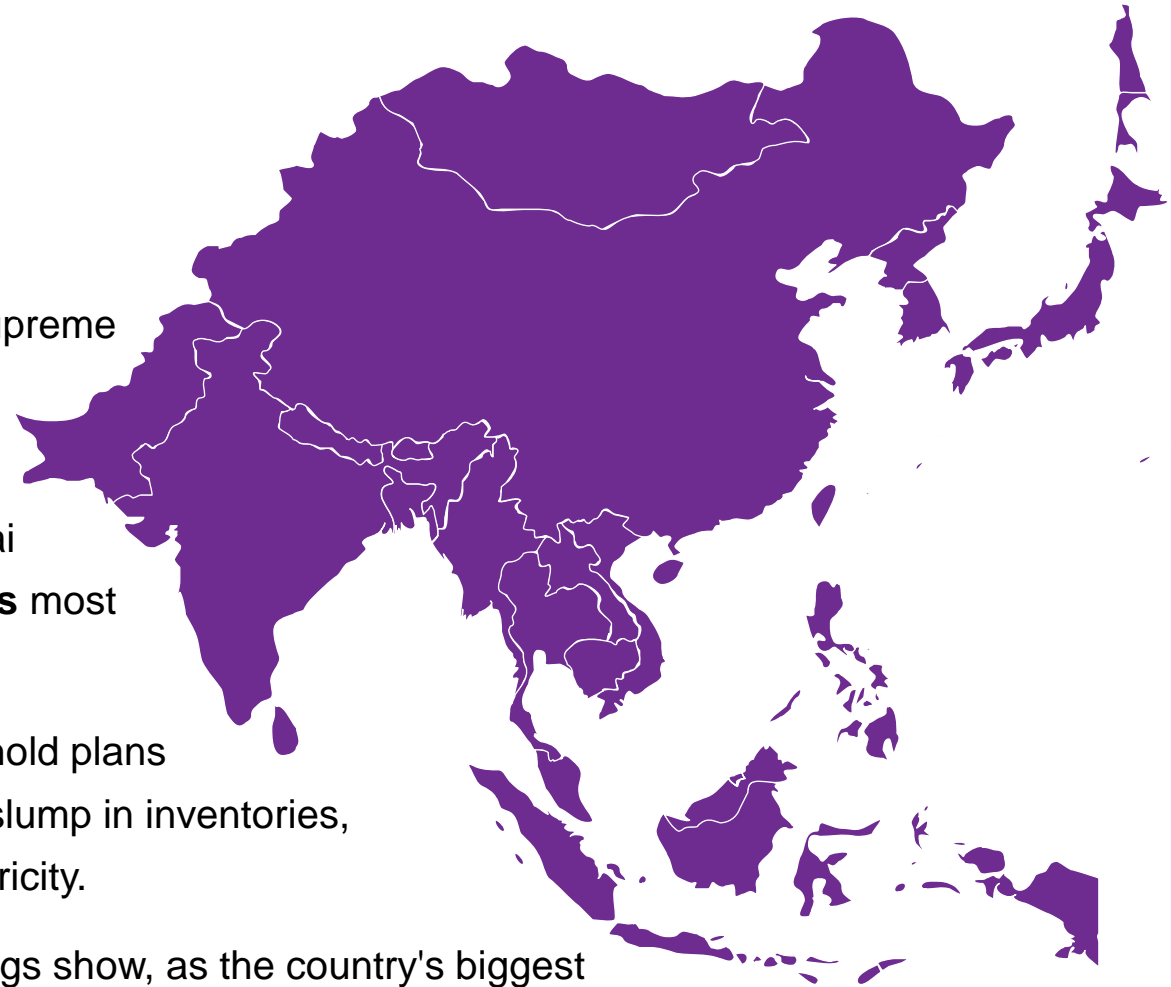 preme
ai
s most
hold plans
slump in inventories,
ricity.
gs show, as the country's biggest